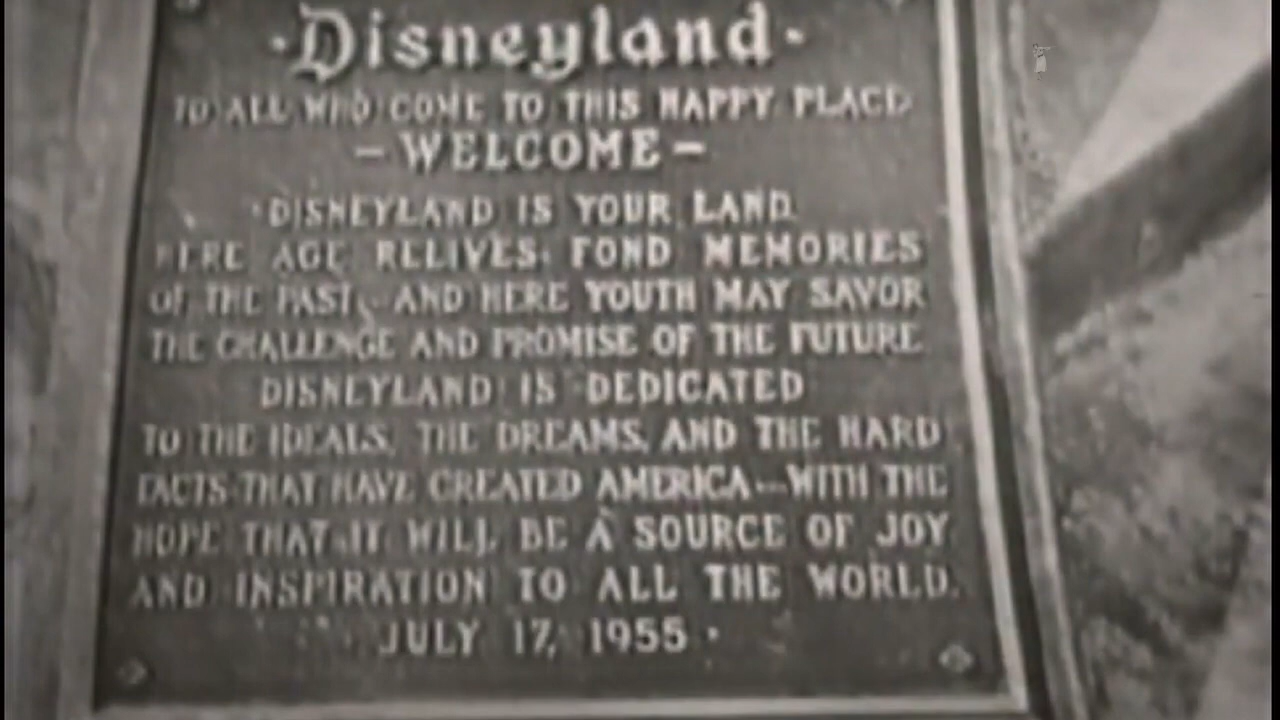 ·Disneyland·
TO ALL WHO COME TO THIS HAPPY PLACE
– WELCOME –
DISNEYLAND IS YOUR LAND.
HERE AGE RELIVES FOND MEMORIES
OF THE PAST, AND HERE YOUTH MAY SAVOR
THE CHALLENGE AND PROMISE OF THE FUTURE
DISNEYLAND IS DEDICATED
TO THE IDEALS, THE DREAMS, AND THE HARD
FACTS THAT HAVE CREATED AMERICA—WITH THE
HOPE THAT IT WILL BE A SOURCE OF JOY
AND INSPIRATION TO ALL THE WORLD.
JULY 17, 1955 ·